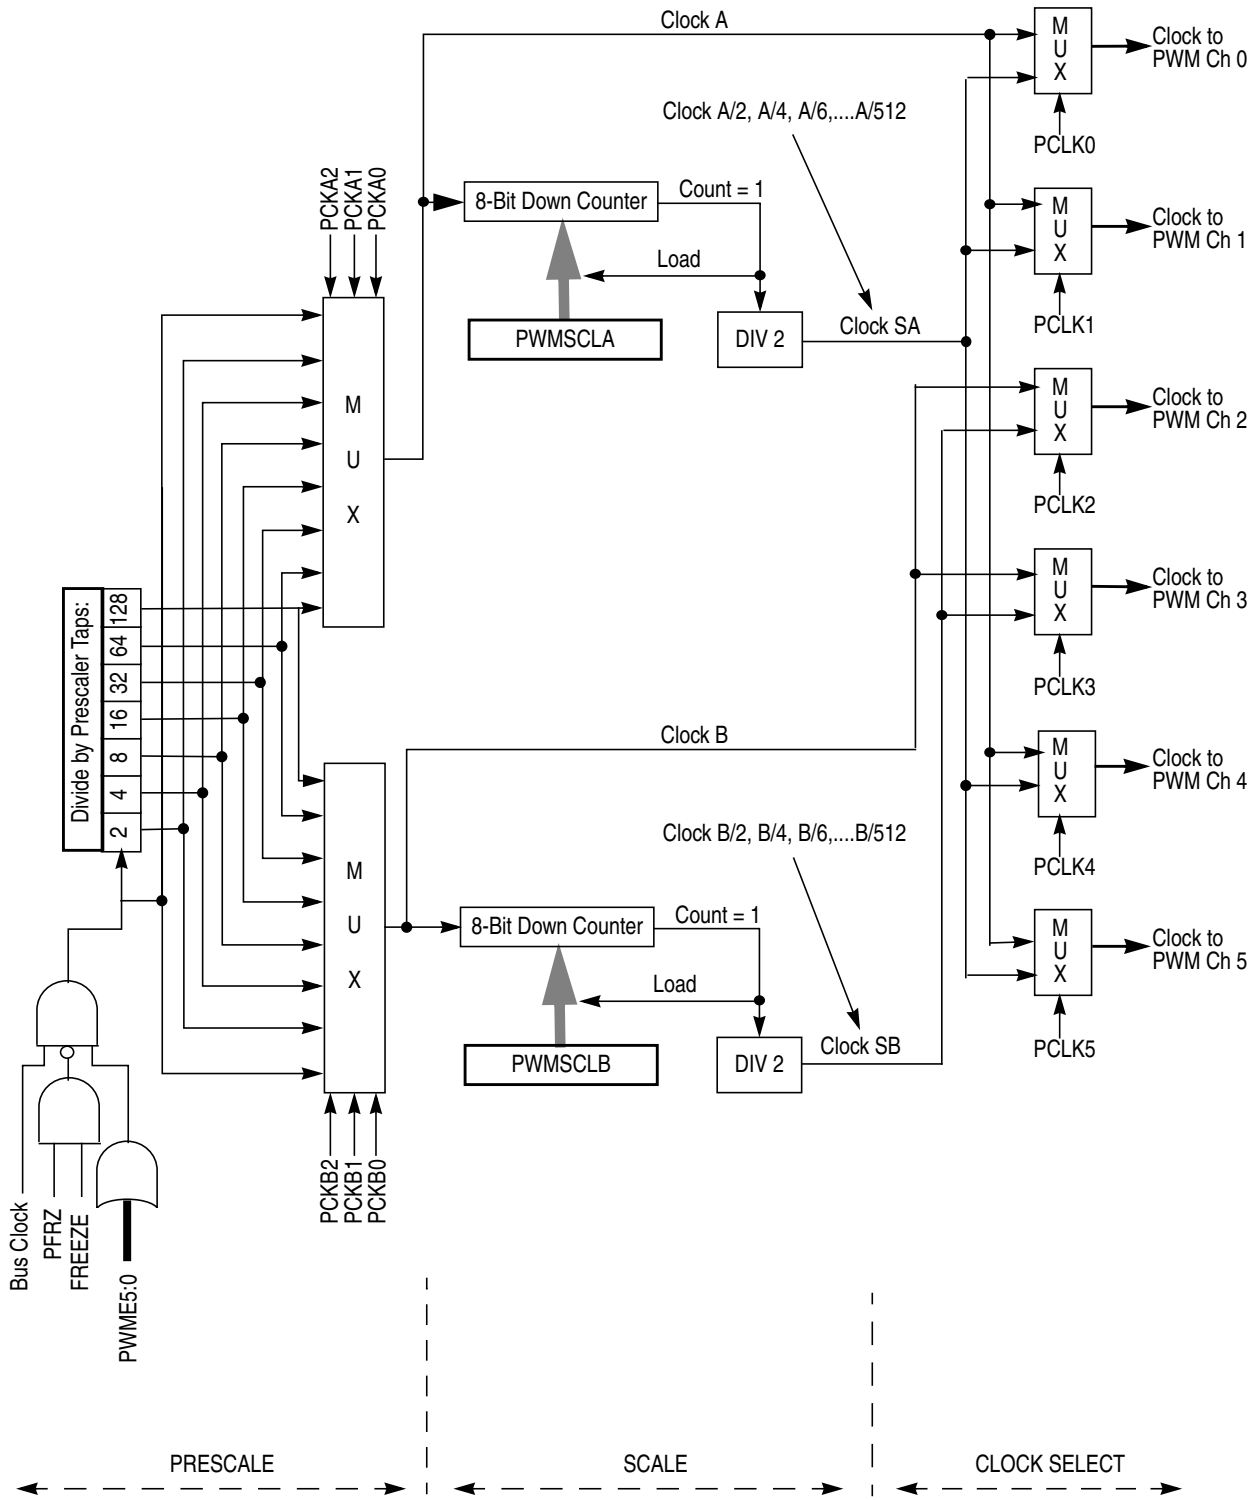 Clock A
M
U
X
Clock to
PWM Ch 0
PCLK0
Clock A/2, A/4, A/6,....A/512
PCKA2
PCKA1
PCKA0
8-Bit Down Counter
Count = 1
Load
PWMSCLA
DIV 2
Clock SA
M
U
X
Clock to
PWM Ch 1
PCLK1
M
U
X
M
U
X
Clock to
PWM Ch 2
PCLK2
M
U
X
Clock to
PWM Ch 3
PCLK3
Divide by Prescaler Taps:
128
64
32
16
8
4
2
Clock B
M
U
X
Clock to
PWM Ch 4
PCLK4
Clock B/2, B/4, B/6,....B/512
M
U
X
8-Bit Down Counter
Count = 1
Load
PWMSCLB
DIV 2
Clock SB
M
U
X
Clock to
PWM Ch 5
PCLK5
PCKB2
PCKB1
PCKB0
Bus Clock
PFRZ
FREEZE
PWME5:0
PRESCALE
SCALE
CLOCK SELECT